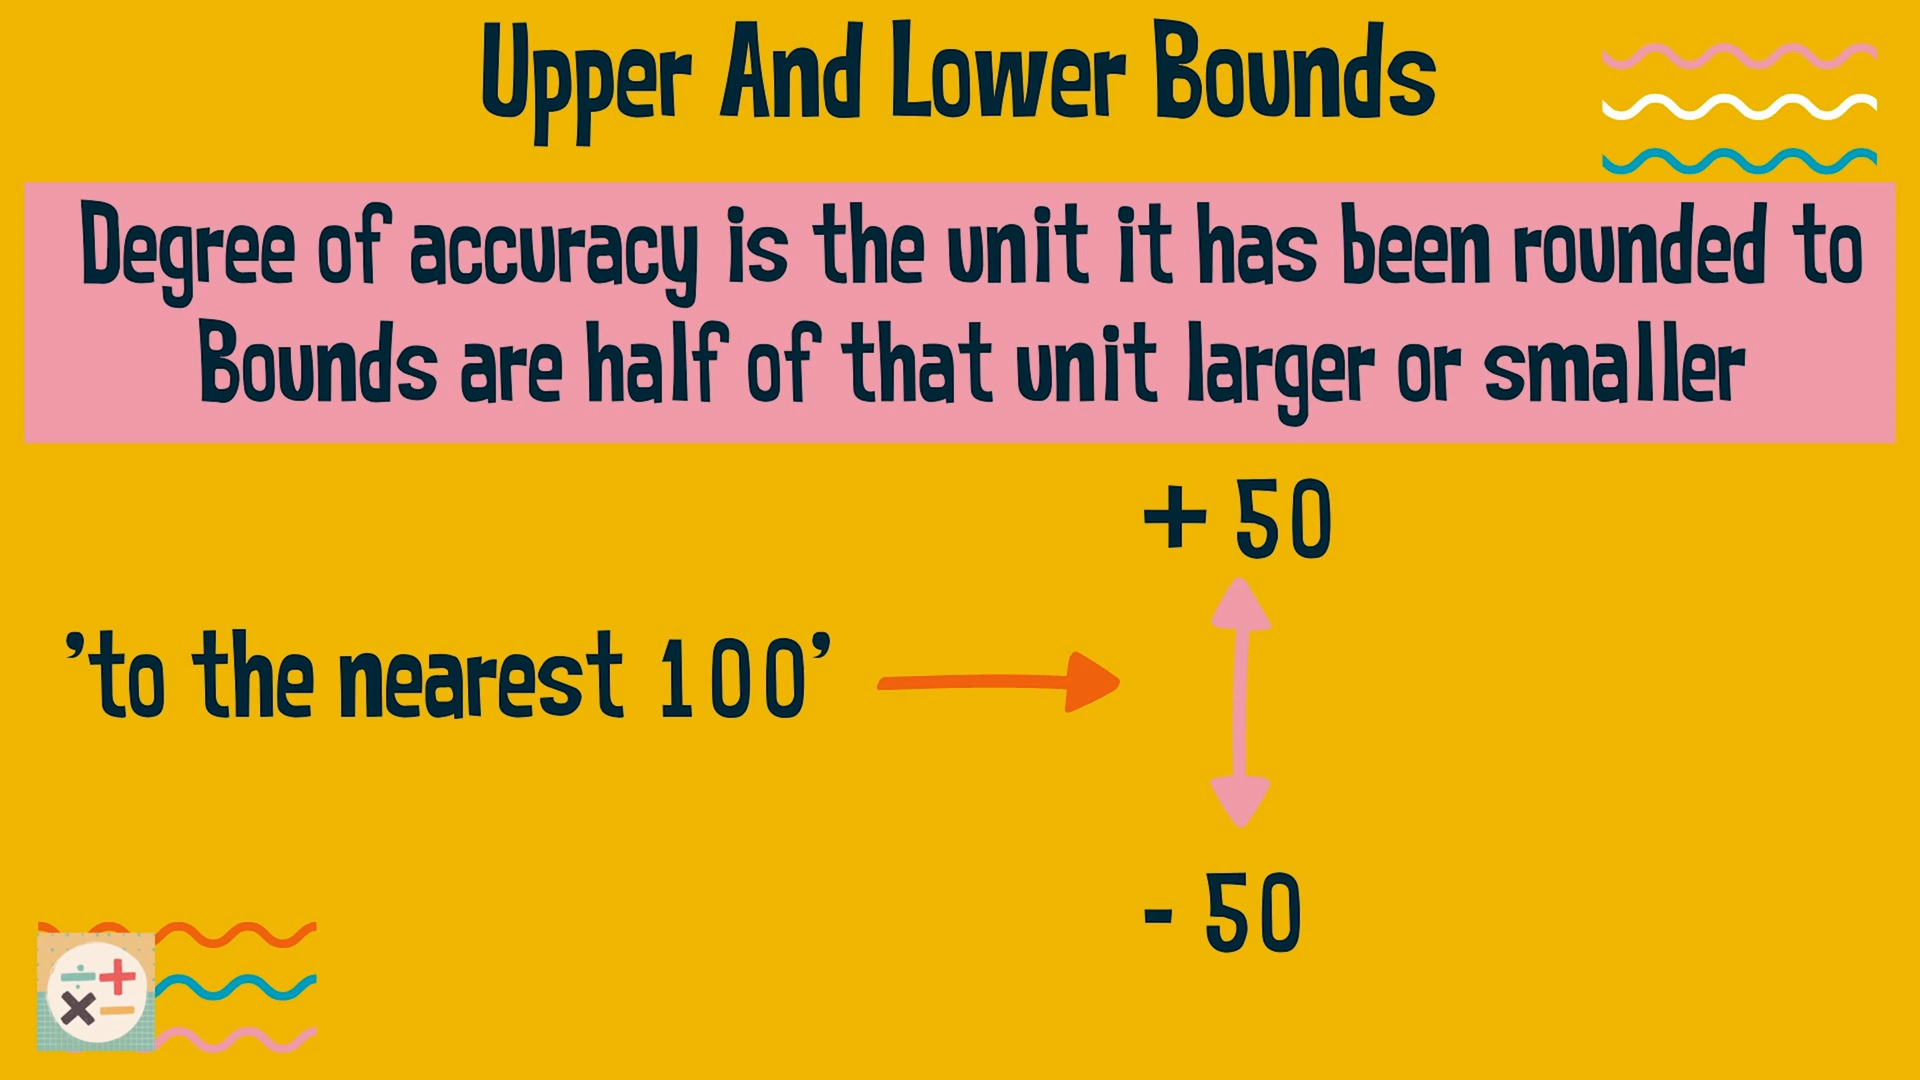 Upper And Lower Bounds
Degree of accuracy is the unit it has been rounded to
Bounds are half of that unit larger or smaller
+ 50
’to the nearest 100’
- 50